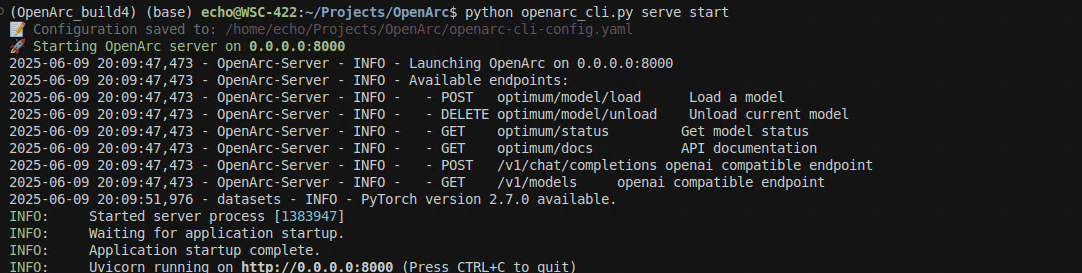 (OpenArc_build4) (base) echo@WSC-422:~/Projects/OpenArc$ python openarc_cli.py serve start
📝 Configuration saved to: /home/echo/Projects/OpenArc/openarc-cli-config.yaml
🚀 Starting OpenArc server on 0.0.0.0:8000
2025-06-09 20:09:47,473 - OpenArc-Server - INFO - Launching OpenArc on 0.0.0.0:8000
2025-06-09 20:09:47,473 - OpenArc-Server - INFO - Available endpoints:
2025-06-09 20:09:47,473 - OpenArc-Server - INFO -   - POST   optimum/model/load      Load a model
2025-06-09 20:09:47,473 - OpenArc-Server - INFO -   - DELETE optimum/model/unload    Unload current model
2025-06-09 20:09:47,473 - OpenArc-Server - INFO -   - GET    optimum/status         Get model status
2025-06-09 20:09:47,473 - OpenArc-Server - INFO -   - GET    optimum/docs           API documentation
2025-06-09 20:09:47,473 - OpenArc-Server - INFO -   - POST   /v1/chat/completions openai compatible endpoint
2025-06-09 20:09:47,473 - OpenArc-Server - INFO -   - GET    /v1/models     openai compatible endpoint
2025-06-09 20:09:51,976 - datasets - INFO - PyTorch version 2.7.0 available.
INFO:     Started server process [1383947]
INFO:     Waiting for application startup.
INFO:     Application startup complete.
INFO:     Uvicorn running on http://0.0.0.0:8000 (Press CTRL+C to quit)